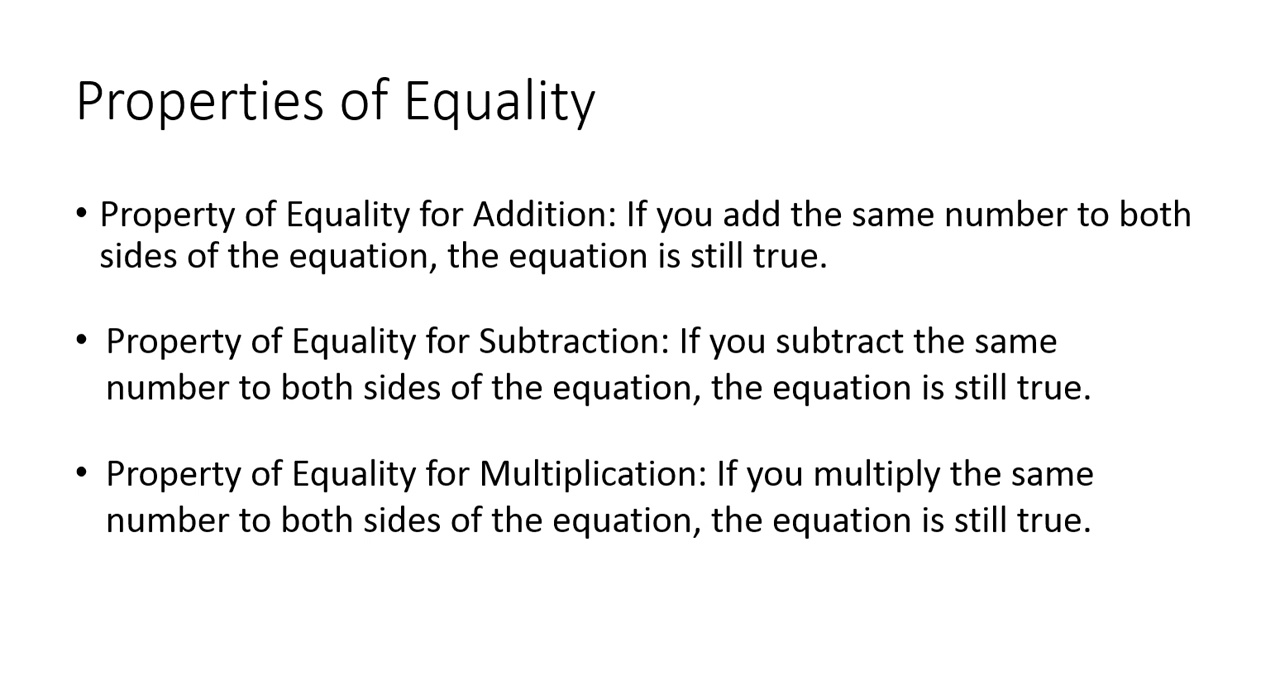 Properties of Equality
• Property of Equality for Addition: If you add the same number to both
sides of the equation, the equation is still true.
• Property of Equality for Subtraction: If you subtract the same
number to both sides of the equation, the equation is still true.
• Property of Equality for Multiplication: If you multiply the same
number to both sides of the equation, the equation is still true.